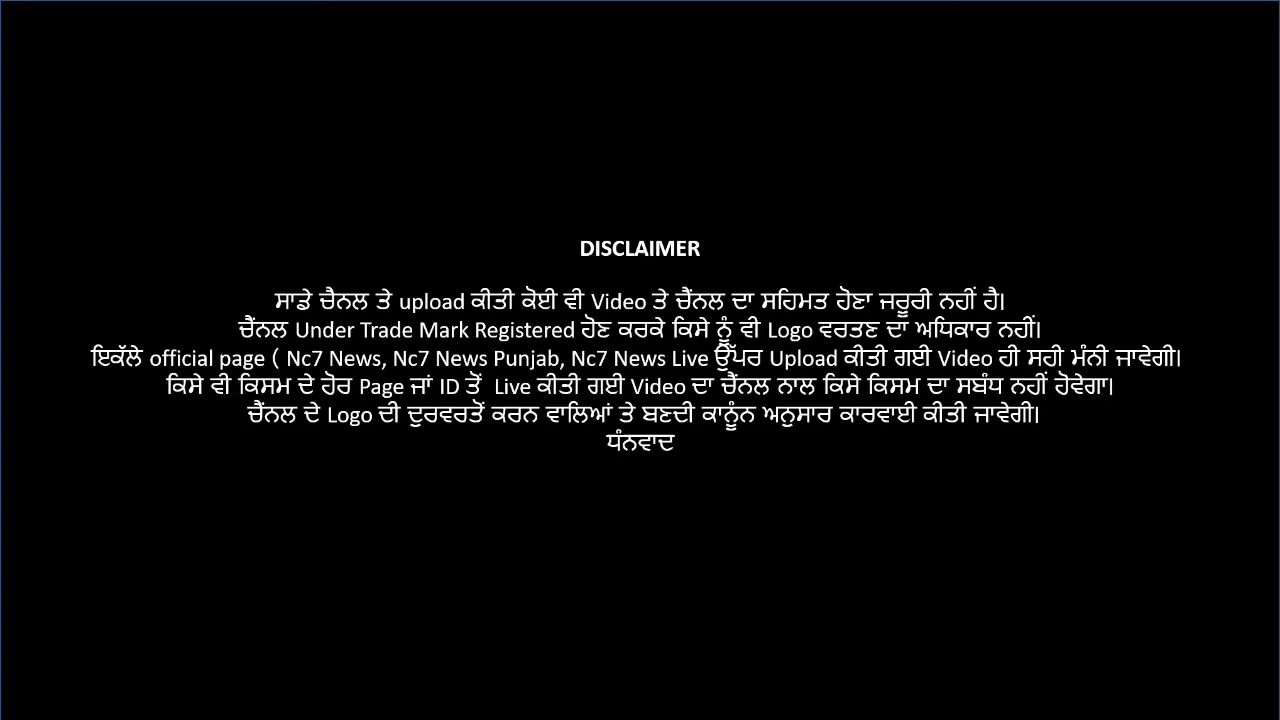 DISCLAIMER
ਸਾਡੇ ਚੈਨਲ ਤੇ upload ਕੀਤੀ ਕੋਈ ਵੀ Video ਤੇ ਚੈਂਨਲ ਦਾ ਸਹਿਮਤ ਹੋਣਾ ਜਰੂਰੀ ਨਹੀਂ ਹੈ।
ਚੈਂਨਲ Under Trade Mark Registered ਹੋਣ ਕਰਕੇ ਕਿਸੇ ਨੂੰ ਵੀ Logo ਵਰਤਣ ਦਾ ਅਧਿਕਾਰ ਨਹੀਂ।
ਇਕੱਲੇ official page ( Nc7 News, Nc7 News Punjab, Nc7 News Live ਉੱਪਰ Upload ਕੀਤੀ ਗਈ Video ਹੀ ਸਹੀ ਮੰਨੀ ਜਾਵੇਗੀ।
ਕਿਸੇ ਵੀ ਕਿਸਮ ਦੇ ਹੋਰ Page ਜਾਂ ID ਤੋਂ  Live ਕੀਤੀ ਗਈ Video ਦਾ ਚੈਂਨਲ ਨਾਲ ਕਿਸੇ ਕਿਸਮ ਦਾ ਸਬੰਧ ਨਹੀਂ ਹੋਵੇਗਾ।
ਚੈਂਨਲ ਦੇ Logo ਦੀ ਦੁਰਵਰਤੋਂ ਕਰਨ ਵਾਲਿਆਂ ਤੇ ਬਣਦੀ ਕਾਨੂੰਨ ਅਨੁਸਾਰ ਕਾਰਵਾਈ ਕੀਤੀ ਜਾਵੇਗੀ।
ਧੰਨਵਾਦ